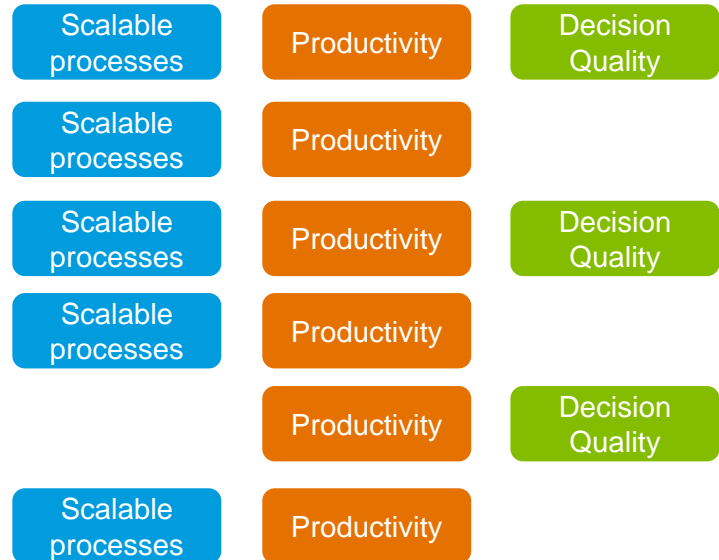 Scalable
processes
Productivity
Decision
Quality
Scalable
processes
Productivity
Scalable
processes
Productivity
Decision
Quality
Scalable
processes
Productivity
Productivity
Decision
Quality
Scalable
processes
Productivity